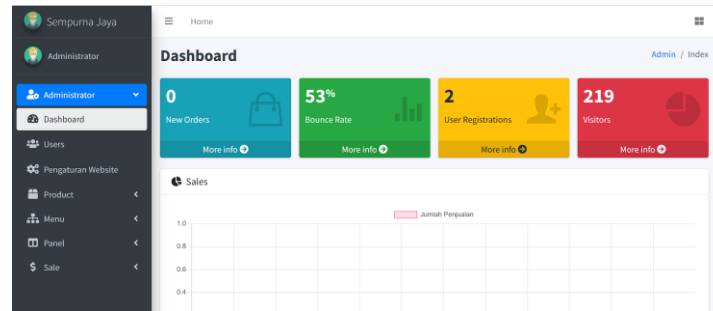 Sempurna Jaya
Home
Administrator
Dashboard
Admin / Index
Administrator
Dashboard
Users
Pengaturan Website
Product
Menu
Panel
Sale
0
New Orders
More info
53%
Bounce Rate
More info
2
User Registrations
More info
219
Visitors
More info
Sales
Jumlah Penjualan
1.0
0.8
0.6
0.4